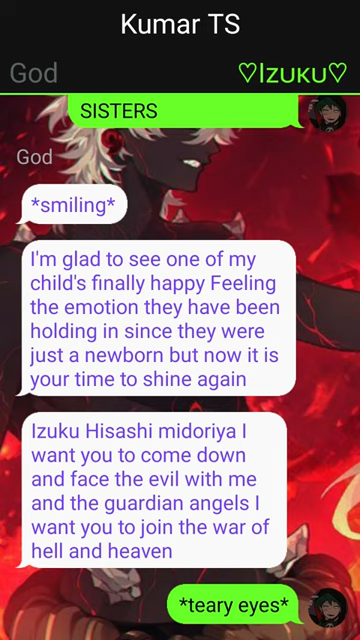 Kumar TS
God ♡Izuku♡
SISTERS
God
*smiling*
I'm glad to see one of my
child's finally happy Feeling
the emotion they have been
holding in since they were
just a newborn but now it is
your time to shine again
Izuku Hisashi midoriya I
want you to come down
and face the evil with me
and the guardian angels I
want you to join the war of
hell and heaven
*teary eyes*